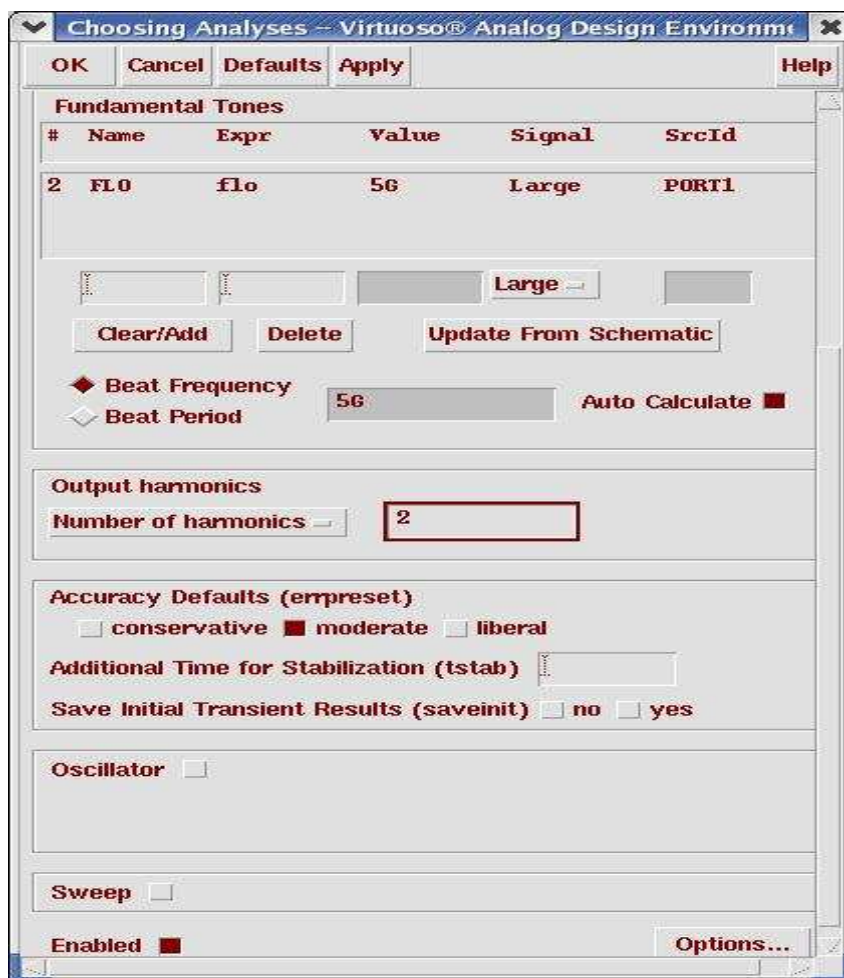 Choosing Analyses -- Virtuoso® Analog Design Environme
OK Cancel Defaults Apply Help
Fundamental Tones
# Name Expr Value Signal SrcId
2 FLO flo 5G Large PORT1
Large
Clear/Add Delete Update From Schematic
Beat Frequency
Beat Period
5G Auto Calculate
Output harmonics
Number of harmonics 2
Accuracy Defaults (errpreset)
conservative moderate liberal
Additional Time for Stabilization (tstab)
Save Initial Transient Results (saveinit) no yes
Oscillator
Sweep
Enabled Options...